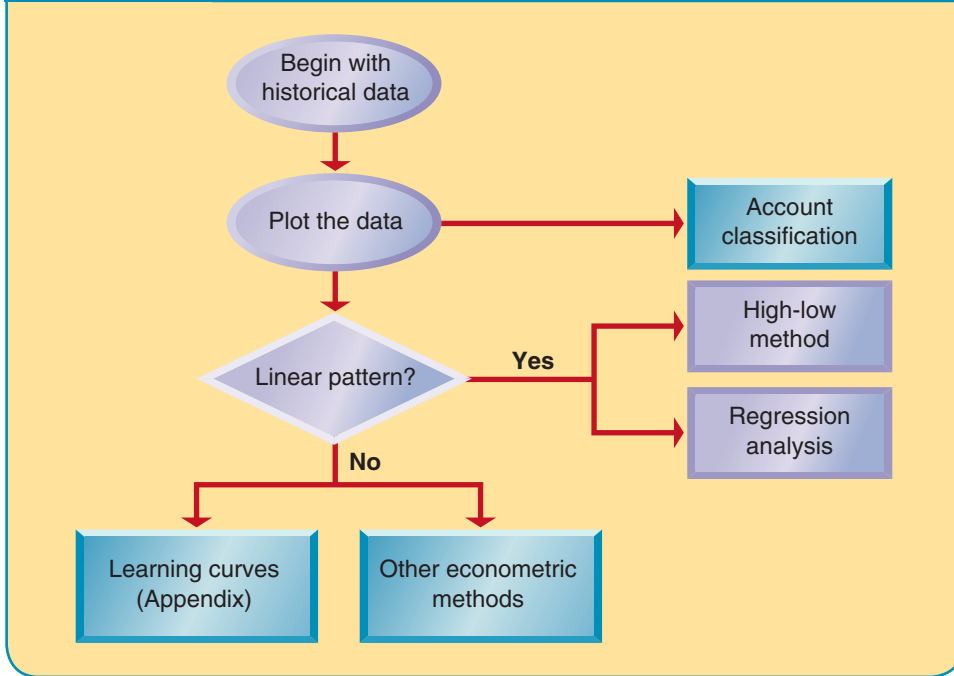 Begin with
historical data
Plot the data
Account
classification
High-low
method
Linear pattern?
Yes
Regression
analysis
No
Learning curves
(Appendix)
Other econometric
methods